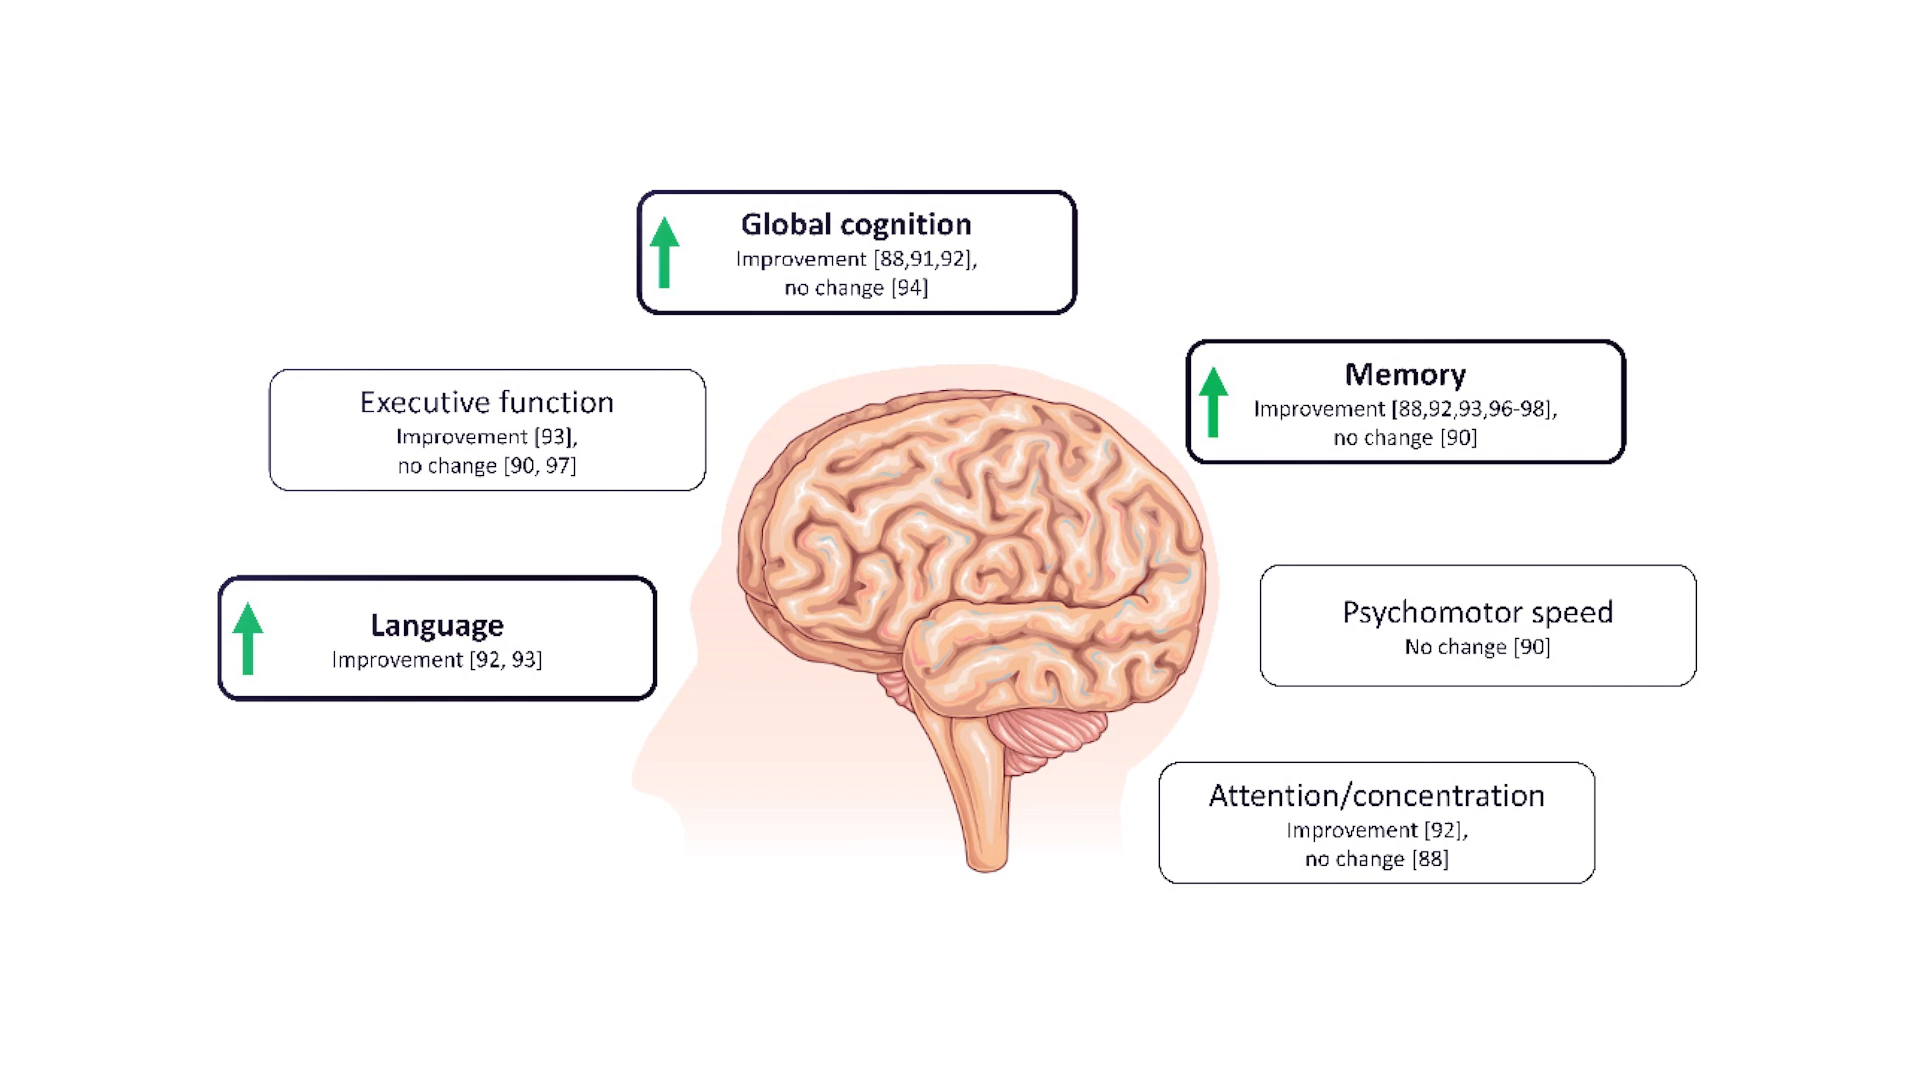 Global cognition
Improvement [88,91,92],
no change [94]
Memory
Improvement [88,92,93,96-98],
no change [90]
Executive function
Improvement [93],
no change [90, 97]
Language
Improvement [92, 93]
Psychomotor speed
No change [90]
Attention/concentration
Improvement [92],
no change [88]